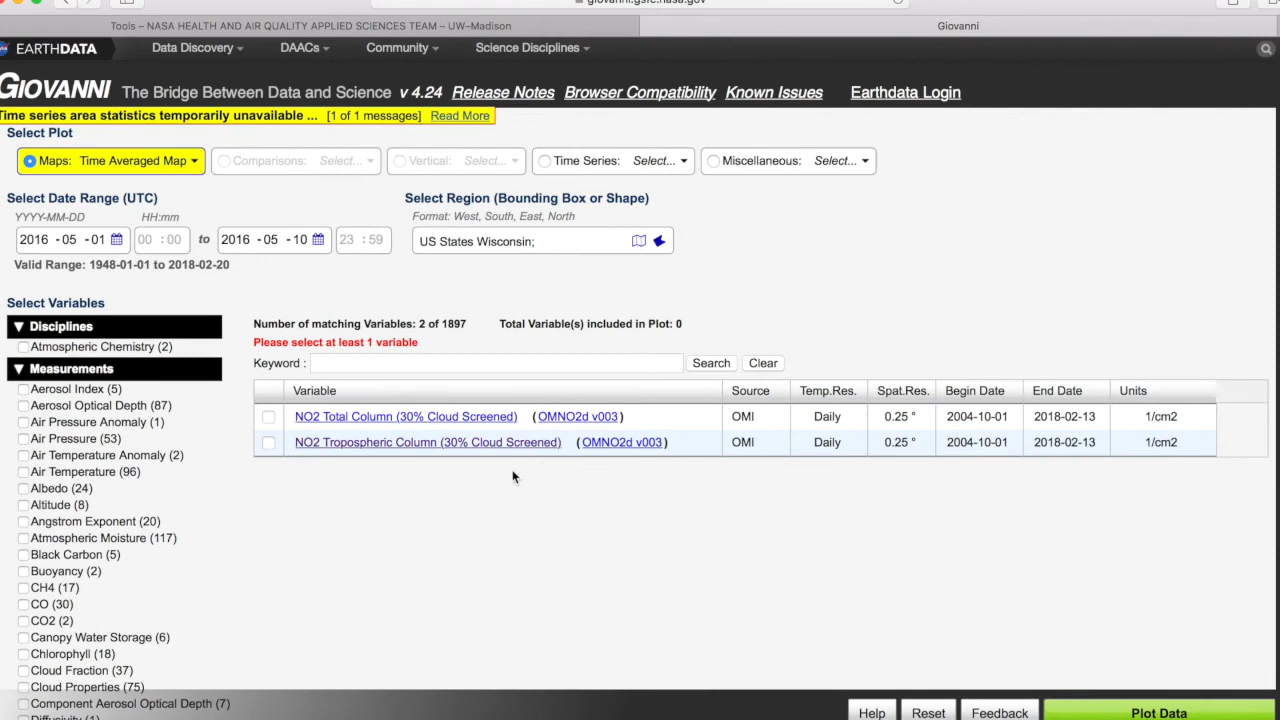 giovanni.gsfc.nasa.gov
Tools – NASA HEALTH AND AIR QUALITY APPLIED SCIENCES TEAM – UW–Madison
Giovanni
EARTHDATA Data Discovery DAACs Community Science Disciplines
GIOVANNI The Bridge Between Data and Science v 4.24 Release Notes Browser Compatibility Known Issues Earthdata Login
Time series area statistics temporarily unavailable ... [1 of 1 messages] Read More
Select Plot
Maps: Time Averaged Map Comparisons: Select... Vertical: Select... Time Series: Select... Miscellaneous: Select...
Select Date Range (UTC) Select Region (Bounding Box or Shape)
YYYY-MM-DD HH:mm Format: West, South, East, North
2016 - 05 - 01 00 : 00 to 2016 - 05 - 10 23 : 59 US States Wisconsin;
Valid Range: 1948-01-01 to 2018-02-20
Select Variables
▼ Disciplines
Atmospheric Chemistry (2)
▼ Measurements
Aerosol Index (5)
Aerosol Optical Depth (87)
Air Pressure Anomaly (1)
Air Pressure (53)
Air Temperature Anomaly (2)
Air Temperature (96)
Albedo (24)
Altitude (8)
Angstrom Exponent (20)
Atmospheric Moisture (117)
Black Carbon (5)
Buoyancy (2)
CH4 (17)
CO (30)
CO2 (2)
Canopy Water Storage (6)
Chlorophyll (18)
Cloud Fraction (37)
Cloud Properties (75)
Component Aerosol Optical Depth (7)
Diffusivity (1)
Number of matching Variables: 2 of 1897 Total Variable(s) included in Plot: 0
Please select at least 1 variable
Keyword : Search Clear
Variable Source Temp.Res. Spat.Res. Begin Date End Date Units
NO2 Total Column (30% Cloud Screened) (OMNO2d v003) OMI Daily 0.25 ° 2004-10-01 2018-02-13 1/cm2
NO2 Tropospheric Column (30% Cloud Screened) (OMNO2d v003) OMI Daily 0.25 ° 2004-10-01 2018-02-13 1/cm2
Help Reset Feedback Plot Data